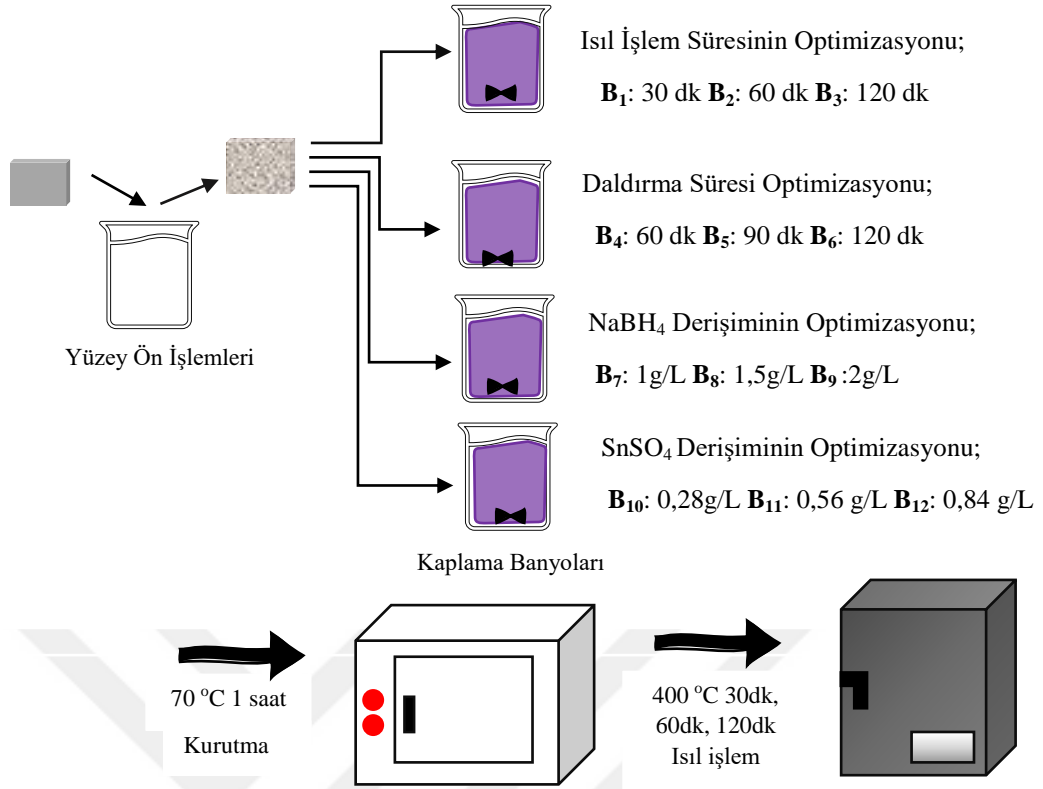 Isıl İşlem Süresinin Optimizasyonu;
B₁: 30 dk B₂: 60 dk B₃: 120 dk
Daldırma Süresi Optimizasyonu;
B₄: 60 dk B₅: 90 dk B₆: 120 dk
Yüzey Ön İşlemleri
NaBH₄ Derişiminin Optimizasyonu;
B₇: 1g/L B₈: 1,5g/L B₉ :2g/L
SnSO₄ Derişiminin Optimizasyonu;
B₁₀: 0,28g/L B₁₁: 0,56 g/L B₁₂: 0,84 g/L
Kaplama Banyoları
70 °C 1 saat
Kurutma
400 °C 30dk,
60dk, 120dk
Isıl işlem